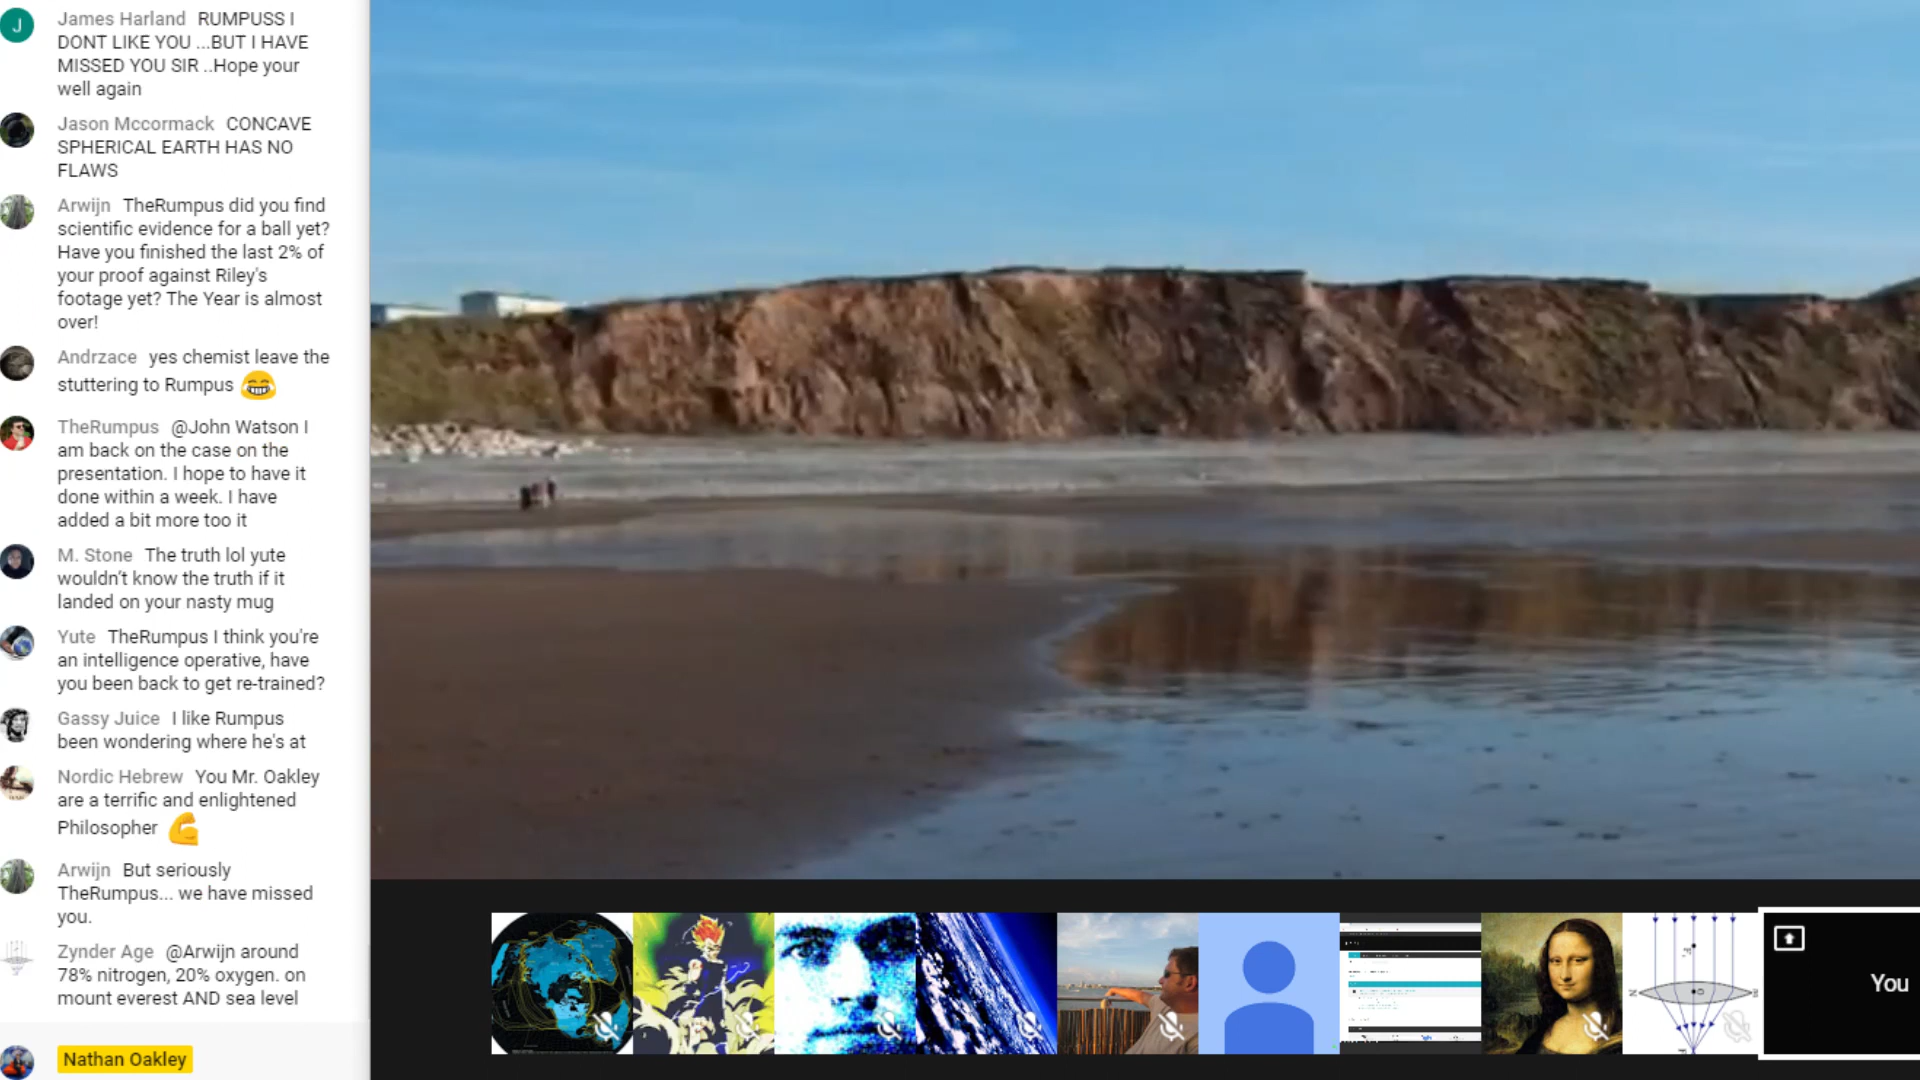 J
James Harland RUMPUSS I
DONT LIKE YOU ...BUT I HAVE
MISSED YOU SIR ..Hope your
well again
Jason Mccormack CONCAVE
SPHERICAL EARTH HAS NO
FLAWS
Arwijn TheRumpus did you find
scientific evidence for a ball yet?
Have you finished the last 2% of
your proof against Riley's
footage yet? The Year is almost
over!
Andrzace yes chemist leave the
stuttering to Rumpus 😂
TheRumpus @John Watson I
am back on the case on the
presentation. I hope to have it
done within a week. I have
added a bit more too it
M. Stone The truth lol yute
wouldn't know the truth if it
landed on your nasty mug
Yute TheRumpus I think you're
an intelligence operative, have
you been back to get re-trained?
Gassy Juice I like Rumpus
been wondering where he's at
Nordic Hebrew You Mr. Oakley
are a terrific and enlightened
Philosopher 💪
Arwijn But seriously
TheRumpus... we have missed
you.
Zynder Age @Arwijn around
78% nitrogen, 20% oxygen. on
mount everest AND sea level
Nathan Oakley
You